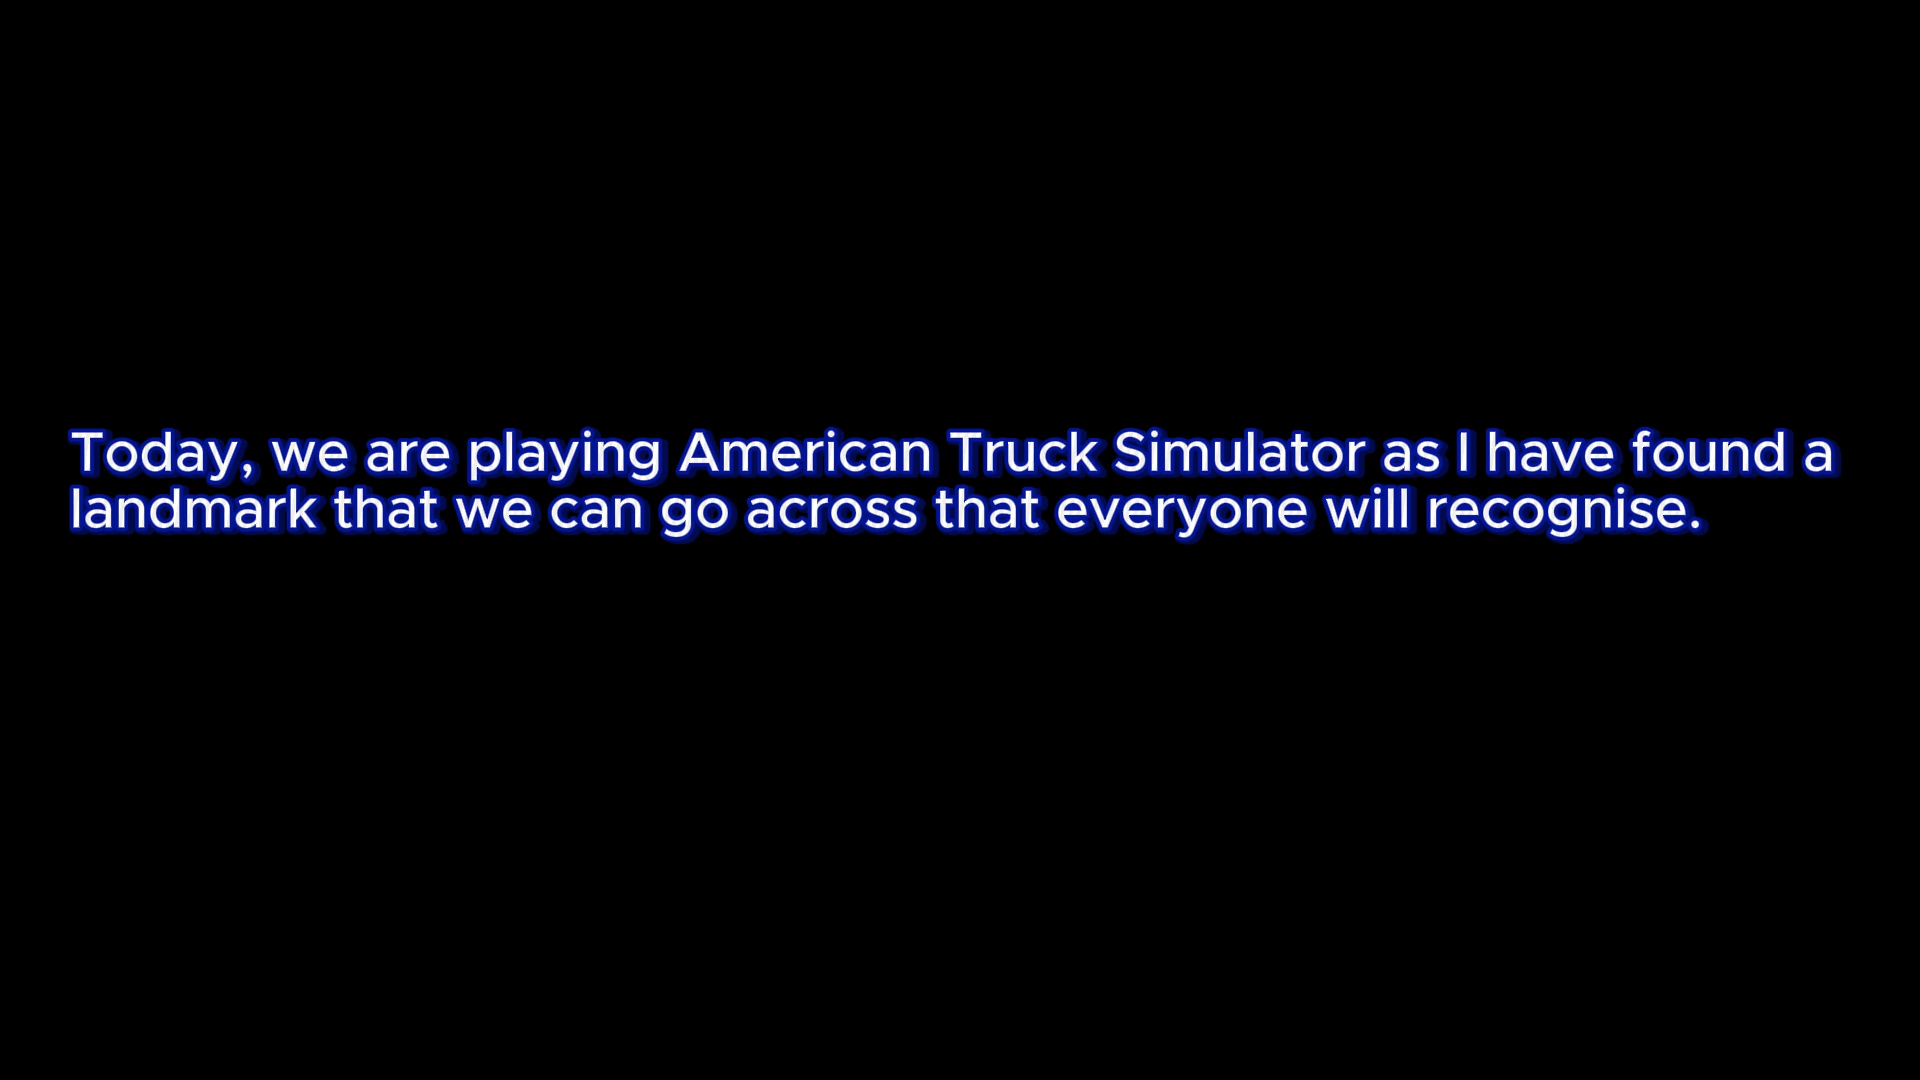 Today, we are playing American Truck Simulator as I have found a
landmark that we can go across that everyone will recognise.